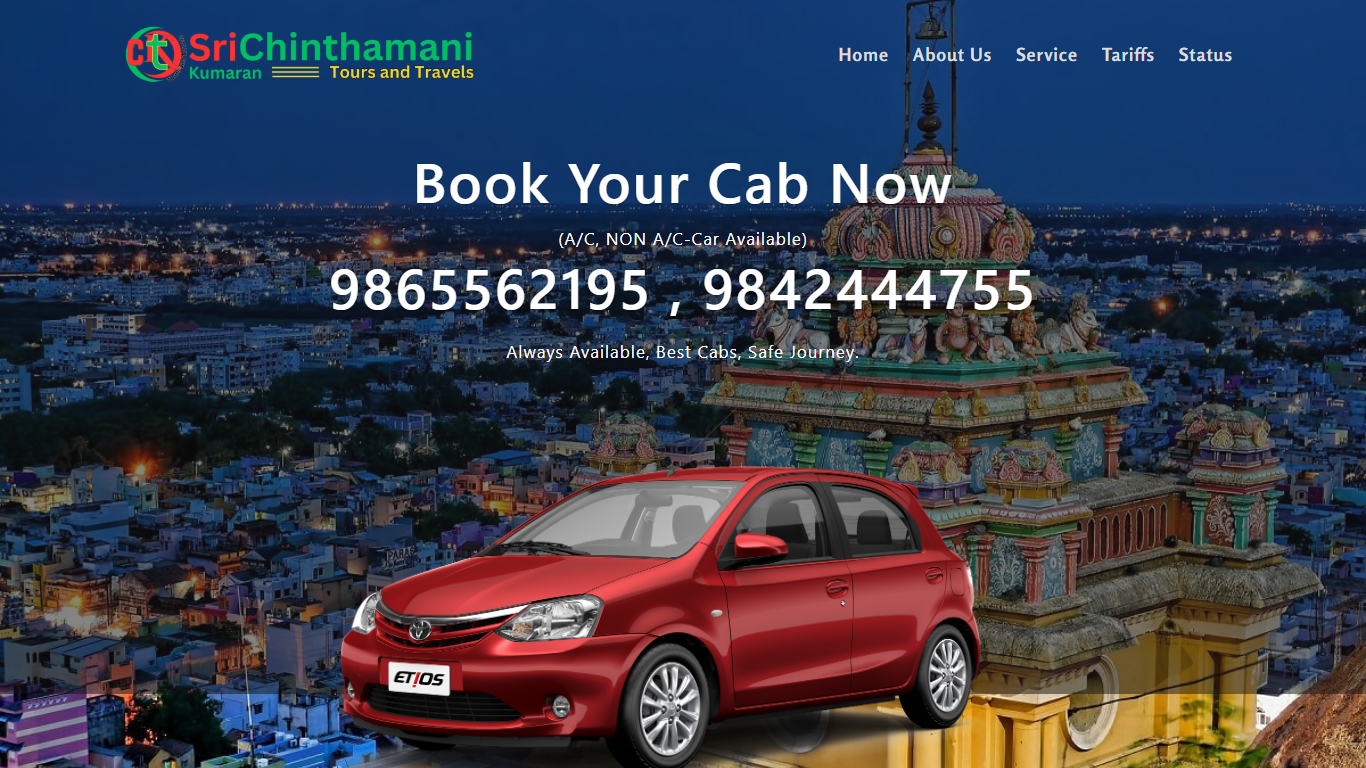 ct SriChinthamani
Kumaran Tours and Travels
Home About Us Service Tariffs Status
Book Your Cab Now
(A/C, NON A/C-Car Available)
9865562195 , 9842444755
Always Available, Best Cabs, Safe Journey.
PARAS
ETIOS